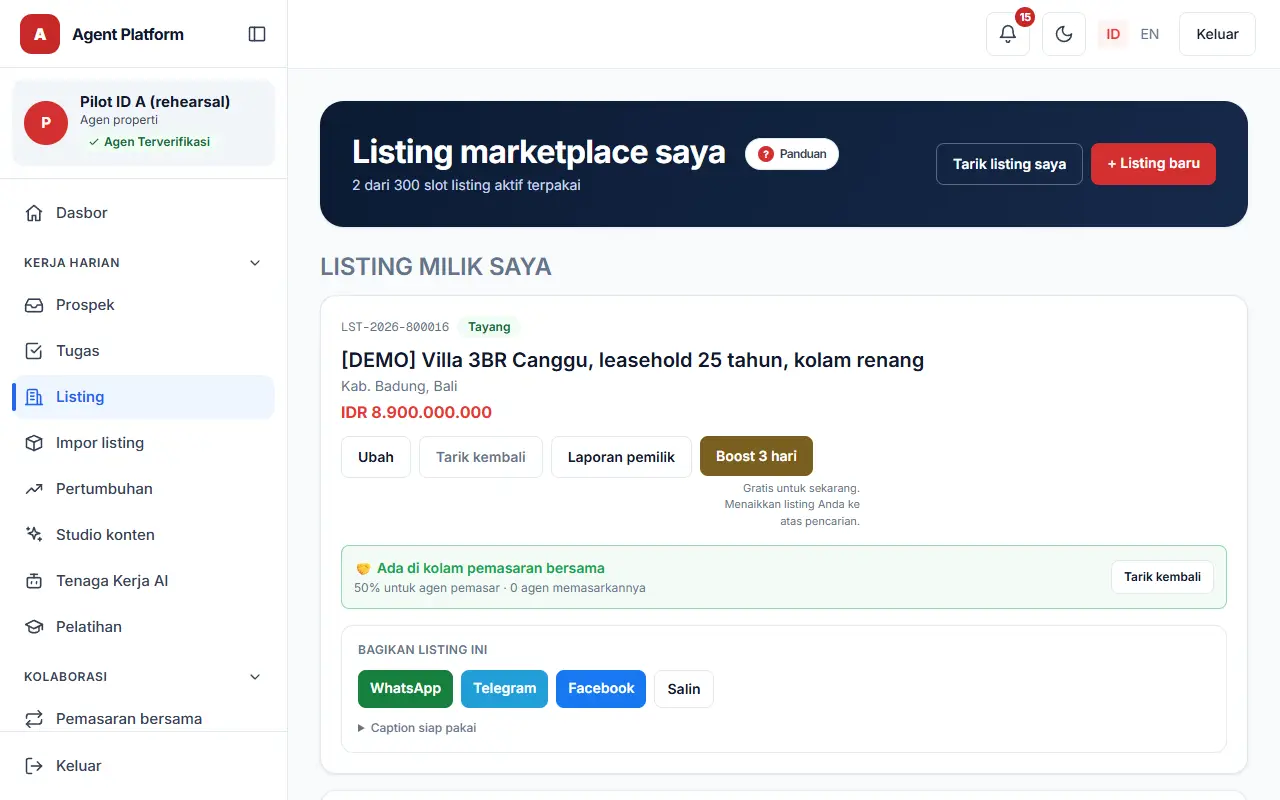 A
Agent Platform
15
ID
EN
Keluar
P
Pilot ID A (rehearsal)
Agen properti
✓ Agen Terverifikasi
Dasbor
KERJA HARIAN
Prospek
Tugas
Listing
Impor listing
Pertumbuhan
Studio konten
Tenaga Kerja AI
Pelatihan
KOLABORASI
Pemasaran bersama
Keluar
Listing marketplace saya
? Panduan
2 dari 300 slot listing aktif terpakai
Tarik listing saya
+ Listing baru
LISTING MILIK SAYA
LST-2026-800016
Tayang
[DEMO] Villa 3BR Canggu, leasehold 25 tahun, kolam renang
Kab. Badung, Bali
IDR 8.900.000.000
Ubah
Tarik kembali
Laporan pemilik
Boost 3 hari
Gratis untuk sekarang.
Menaikkan listing Anda ke
atas pencarian.
🤝 Ada di kolam pemasaran bersama
50% untuk agen pemasar · 0 agen memasarkannya
Tarik kembali
BAGIKAN LISTING INI
WhatsApp
Telegram
Facebook
Salin
▶ Caption siap pakai